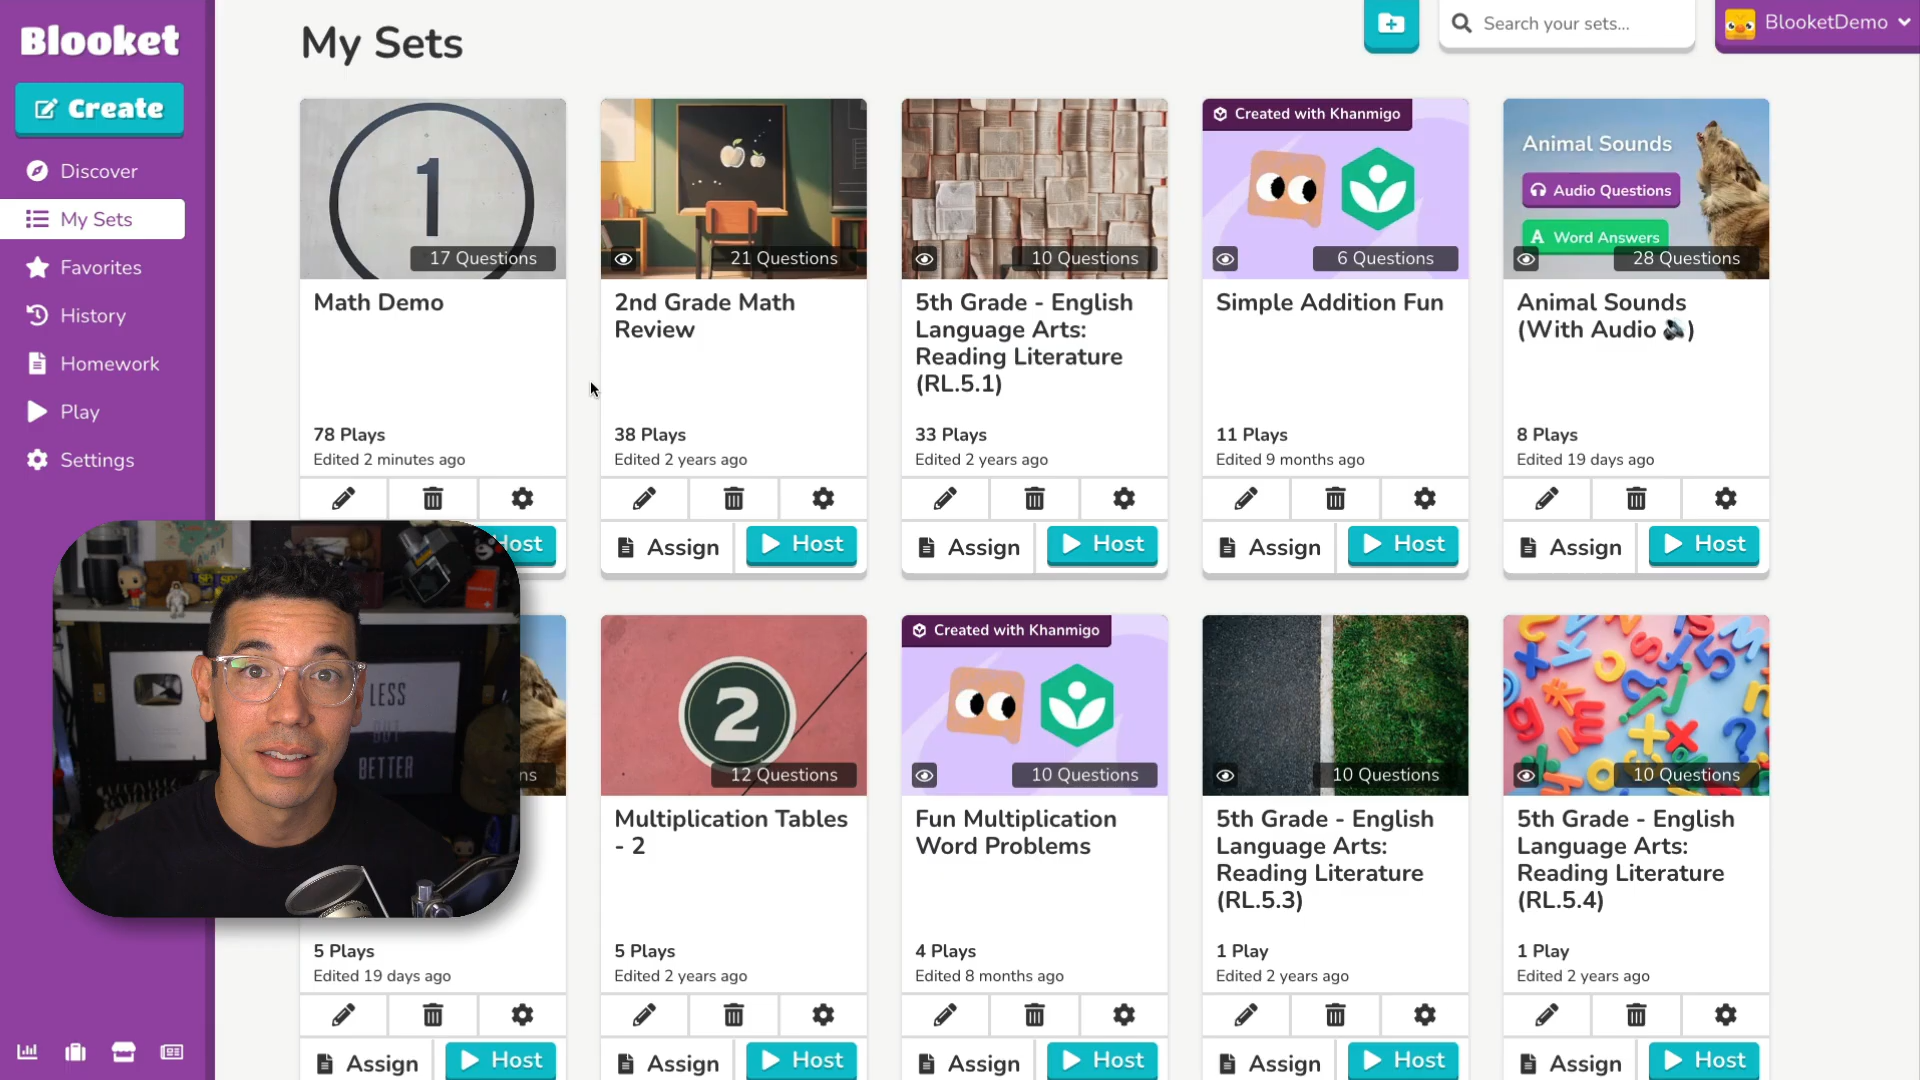 Blooket
Create
Discover
My Sets
Favorites
History
Homework
Play
Settings
My Sets
Search your sets...
BlooketDemo
1
17 Questions
Math Demo
78 Plays
Edited 2 minutes ago
Host
21 Questions
2nd Grade Math
Review
38 Plays
Edited 2 years ago
Assign
Host
10 Questions
5th Grade - English
Language Arts:
Reading Literature
(RL.5.1)
33 Plays
Edited 2 years ago
Assign
Host
Created with Khanmigo
6 Questions
Simple Addition Fun
11 Plays
Edited 9 months ago
Assign
Host
Animal Sounds
Audio Questions
A Word Answers
28 Questions
Animal Sounds
(With Audio 🔊)
8 Plays
Edited 19 days ago
Assign
Host
LESS
BUT
BETTER
ns
5 Plays
Edited 19 days ago
Assign
Host
2
12 Questions
Multiplication Tables
- 2
5 Plays
Edited 2 years ago
Assign
Host
Created with Khanmigo
10 Questions
Fun Multiplication
Word Problems
4 Plays
Edited 8 months ago
Assign
Host
10 Questions
5th Grade - English
Language Arts:
Reading Literature
(RL.5.3)
1 Play
Edited 2 years ago
Assign
Host
10 Questions
5th Grade - English
Language Arts:
Reading Literature
(RL.5.4)
1 Play
Edited 2 years ago
Assign
Host